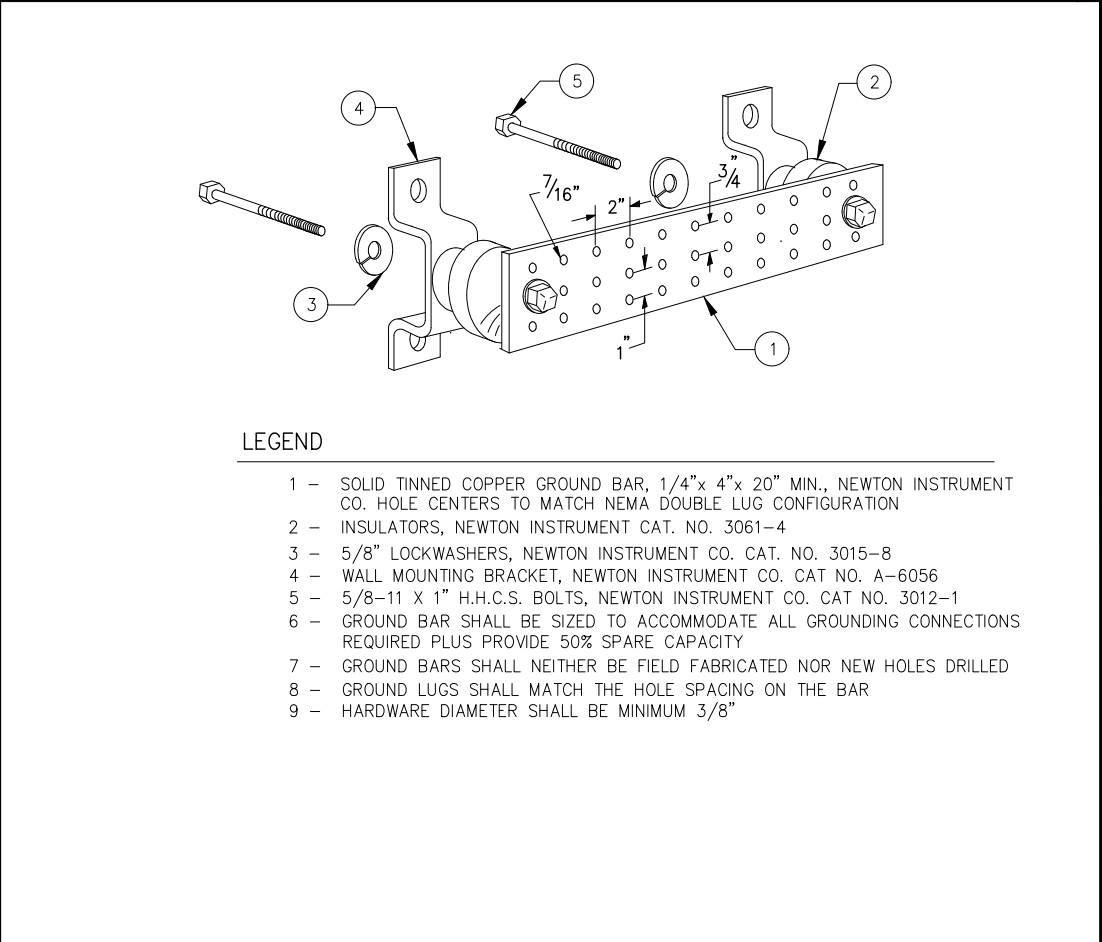 5
2
4
3/4"
7/16"
2"
3
1"
1
LEGEND
1 – SOLID TINNED COPPER GROUND BAR, 1/4"x 4"x 20" MIN., NEWTON INSTRUMENT
CO. HOLE CENTERS TO MATCH NEMA DOUBLE LUG CONFIGURATION
2 – INSULATORS, NEWTON INSTRUMENT CAT. NO. 3061–4
3 – 5/8" LOCKWASHERS, NEWTON INSTRUMENT CO. CAT. NO. 3015–8
4 – WALL MOUNTING BRACKET, NEWTON INSTRUMENT CO. CAT NO. A–6056
5 – 5/8–11 X 1" H.H.C.S. BOLTS, NEWTON INSTRUMENT CO. CAT NO. 3012–1
6 – GROUND BAR SHALL BE SIZED TO ACCOMMODATE ALL GROUNDING CONNECTIONS
REQUIRED PLUS PROVIDE 50% SPARE CAPACITY
7 – GROUND BARS SHALL NEITHER BE FIELD FABRICATED NOR NEW HOLES DRILLED
8 – GROUND LUGS SHALL MATCH THE HOLE SPACING ON THE BAR
9 – HARDWARE DIAMETER SHALL BE MINIMUM 3/8"